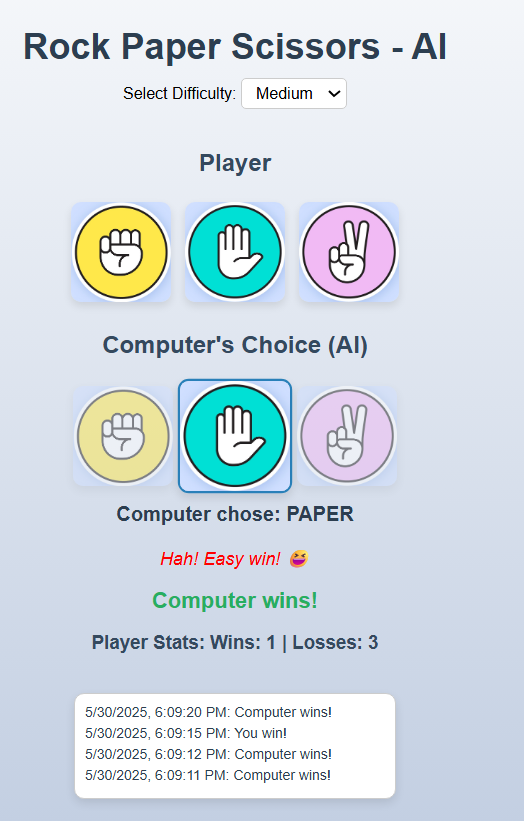 Rock Paper Scissors - AI
Select Difficulty: Medium
Player
Computer's Choice (AI)
Computer chose: PAPER
Hah! Easy win! 😆
Computer wins!
Player Stats: Wins: 1 | Losses: 3
5/30/2025, 6:09:20 PM: Computer wins!
5/30/2025, 6:09:15 PM: You win!
5/30/2025, 6:09:12 PM: Computer wins!
5/30/2025, 6:09:11 PM: Computer wins!